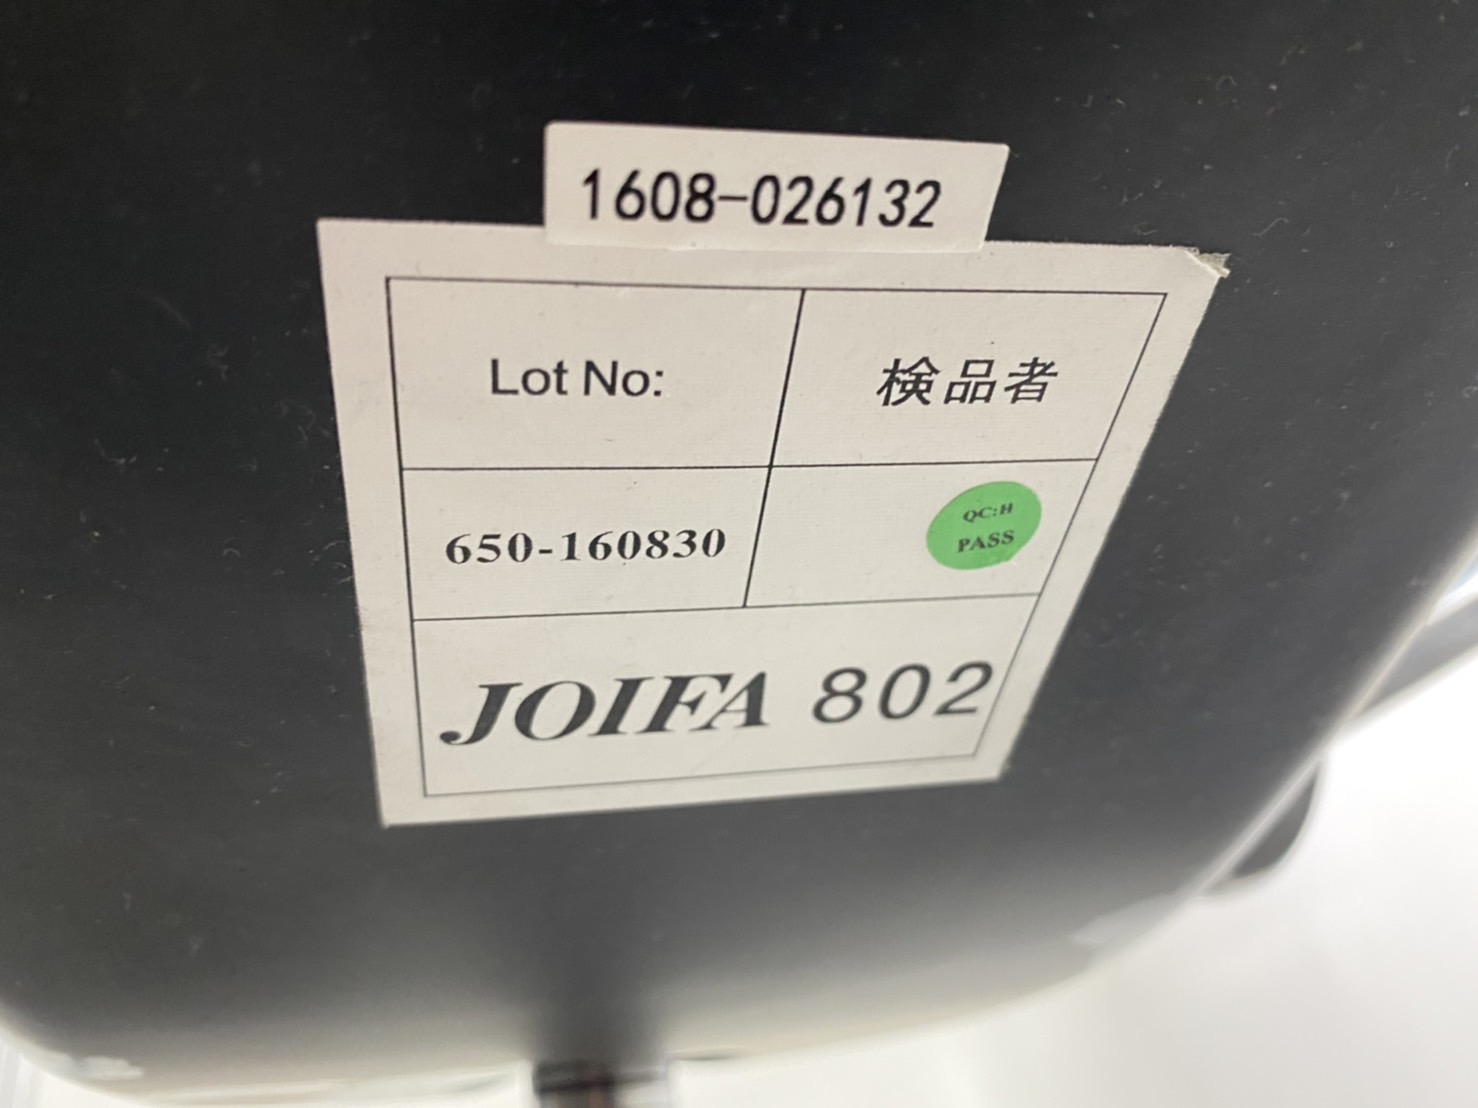 1608-026132
Lot No:
検品者
650-160830
QC:H
PASS
JOIFA 802